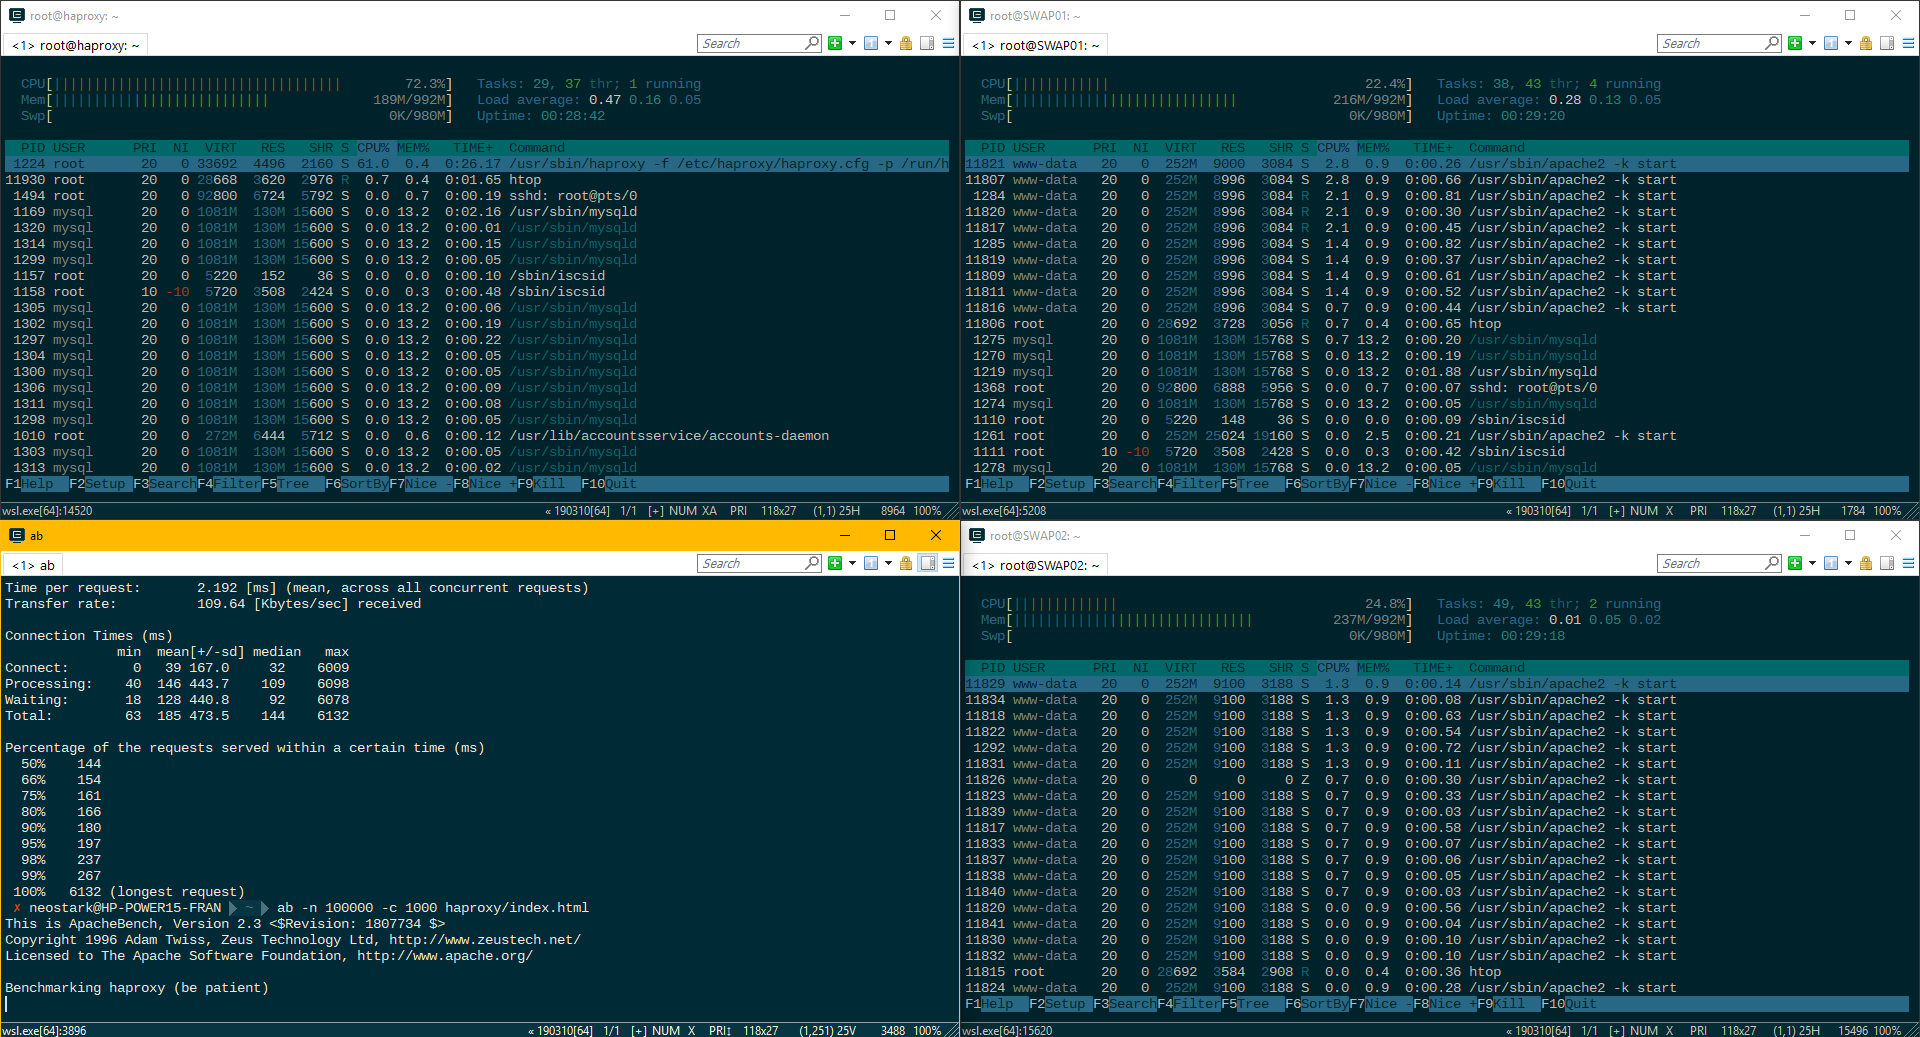 root@haproxy: ~
<1> root@haproxy: ~
Search
CPU[ 72.3%] Tasks: 29, 37 thr; 1 running
Mem[ 189M/992M] Load average: 0.47 0.16 0.05
Swp[ 0K/980M] Uptime: 00:28:42
PID USER PRI NI VIRT RES SHR S CPU% MEM% TIME+ Command
1224 root 20 0 33692 4496 2160 S 61.0 0.4 0:26.17 /usr/sbin/haproxy -f /etc/haproxy/haproxy.cfg -p /run/h
11930 root 20 0 28668 3620 2976 R 0.7 0.4 0:01.65 htop
1494 root 20 0 92800 6724 5792 S 0.0 0.7 0:00.19 sshd: root@pts/0
1169 mysql 20 0 1081M 130M 15600 S 0.0 13.2 0:02.16 /usr/sbin/mysqld
1320 mysql 20 0 1081M 130M 15600 S 0.0 13.2 0:00.01 /usr/sbin/mysqld
1314 mysql 20 0 1081M 130M 15600 S 0.0 13.2 0:00.15 /usr/sbin/mysqld
1299 mysql 20 0 1081M 130M 15600 S 0.0 13.2 0:00.05 /usr/sbin/mysqld
1157 root 20 0 5220 152 36 S 0.0 0.0 0:00.10 /sbin/iscsid
1158 root 10 -10 5720 3508 2424 S 0.0 0.3 0:00.48 /sbin/iscsid
1305 mysql 20 0 1081M 130M 15600 S 0.0 13.2 0:00.06 /usr/sbin/mysqld
1302 mysql 20 0 1081M 130M 15600 S 0.0 13.2 0:00.19 /usr/sbin/mysqld
1297 mysql 20 0 1081M 130M 15600 S 0.0 13.2 0:00.22 /usr/sbin/mysqld
1304 mysql 20 0 1081M 130M 15600 S 0.0 13.2 0:00.05 /usr/sbin/mysqld
1300 mysql 20 0 1081M 130M 15600 S 0.0 13.2 0:00.05 /usr/sbin/mysqld
1306 mysql 20 0 1081M 130M 15600 S 0.0 13.2 0:00.09 /usr/sbin/mysqld
1311 mysql 20 0 1081M 130M 15600 S 0.0 13.2 0:00.08 /usr/sbin/mysqld
1298 mysql 20 0 1081M 130M 15600 S 0.0 13.2 0:00.05 /usr/sbin/mysqld
1010 root 20 0 272M 6444 5712 S 0.0 0.6 0:00.12 /usr/lib/accountsservice/accounts-daemon
1303 mysql 20 0 1081M 130M 15600 S 0.0 13.2 0:00.05 /usr/sbin/mysqld
1313 mysql 20 0 1081M 130M 15600 S 0.0 13.2 0:00.02 /usr/sbin/mysqld
F1Help F2Setup F3SearchF4FilterF5Tree F6SortByF7Nice -F8Nice +F9Kill F10Quit
wsl.exe[64]:14520 « 190310[64] 1/1 [+] NUM XA PRI 118x27 (1,1) 25H 8964 100%
root@SWAP01: ~
<1> root@SWAP01: ~
Search
CPU[ 22.4%] Tasks: 38, 43 thr; 4 running
Mem[ 216M/992M] Load average: 0.28 0.13 0.05
Swp[ 0K/980M] Uptime: 00:29:20
PID USER PRI NI VIRT RES SHR S CPU% MEM% TIME+ Command
11821 www-data 20 0 252M 9000 3084 S 2.8 0.9 0:00.26 /usr/sbin/apache2 -k start
11807 www-data 20 0 252M 8996 3084 S 2.8 0.9 0:00.66 /usr/sbin/apache2 -k start
1284 www-data 20 0 252M 8996 3084 R 2.1 0.9 0:00.81 /usr/sbin/apache2 -k start
11820 www-data 20 0 252M 8996 3084 R 2.1 0.9 0:00.30 /usr/sbin/apache2 -k start
11817 www-data 20 0 252M 8996 3084 R 2.1 0.9 0:00.45 /usr/sbin/apache2 -k start
1285 www-data 20 0 252M 8996 3084 S 1.4 0.9 0:00.82 /usr/sbin/apache2 -k start
11819 www-data 20 0 252M 8996 3084 S 1.4 0.9 0:00.37 /usr/sbin/apache2 -k start
11809 www-data 20 0 252M 8996 3084 S 1.4 0.9 0:00.61 /usr/sbin/apache2 -k start
11811 www-data 20 0 252M 8996 3084 S 1.4 0.9 0:00.52 /usr/sbin/apache2 -k start
11816 www-data 20 0 252M 8996 3084 S 0.7 0.9 0:00.44 /usr/sbin/apache2 -k start
11806 root 20 0 28692 3728 3056 R 0.7 0.4 0:00.65 htop
1275 mysql 20 0 1081M 130M 15768 S 0.7 13.2 0:00.20 /usr/sbin/mysqld
1270 mysql 20 0 1081M 130M 15768 S 0.0 13.2 0:00.19 /usr/sbin/mysqld
1219 mysql 20 0 1081M 130M 15768 S 0.0 13.2 0:01.88 /usr/sbin/mysqld
1368 root 20 0 92800 6888 5956 S 0.0 0.7 0:00.07 sshd: root@pts/0
1274 mysql 20 0 1081M 130M 15768 S 0.0 13.2 0:00.05 /usr/sbin/mysqld
1110 root 20 0 5220 148 36 S 0.0 0.0 0:00.09 /sbin/iscsid
1261 root 20 0 252M 25024 19160 S 0.0 2.5 0:00.21 /usr/sbin/apache2 -k start
1111 root 10 -10 5720 3508 2428 S 0.0 0.3 0:00.42 /sbin/iscsid
1278 mysql 20 0 1081M 130M 15768 S 0.0 13.2 0:00.05 /usr/sbin/mysqld
F1Help F2Setup F3SearchF4FilterF5Tree F6SortByF7Nice -F8Nice +F9Kill F10Quit
wsl.exe[64]:5208 « 190310[64] 1/1 [+] NUM X PRI 118x27 (1,1) 25H 1784 100%
ab
<1> ab
Search
Time per request: 2.192 [ms] (mean, across all concurrent requests)
Transfer rate: 109.64 [Kbytes/sec] received
Connection Times (ms)
min mean[+/-sd] median max
Connect: 0 39 167.0 32 6009
Processing: 40 146 443.7 109 6098
Waiting: 18 128 440.8 92 6078
Total: 63 185 473.5 144 6132
Percentage of the requests served within a certain time (ms)
50% 144
66% 154
75% 161
80% 166
90% 180
95% 197
98% 237
99% 267
100% 6132 (longest request)
✗ neostark@HP-POWER15-FRAN ~ ab -n 100000 -c 1000 haproxy/index.html
This is ApacheBench, Version 2.3 <$Revision: 1807734 $>
Copyright 1996 Adam Twiss, Zeus Technology Ltd, http://www.zeustech.net/
Licensed to The Apache Software Foundation, http://www.apache.org/
Benchmarking haproxy (be patient)
wsl.exe[64]:3896 « 190310[64] 1/1 [+] NUM X PRI↕ 118x27 (1,251) 25V 3488 100%
root@SWAP02: ~
<1> root@SWAP02: ~
Search
CPU[ 24.8%] Tasks: 49, 43 thr; 2 running
Mem[ 237M/992M] Load average: 0.01 0.05 0.02
Swp[ 0K/980M] Uptime: 00:29:18
PID USER PRI NI VIRT RES SHR S CPU% MEM% TIME+ Command
11829 www-data 20 0 252M 9100 3188 S 1.3 0.9 0:00.14 /usr/sbin/apache2 -k start
11834 www-data 20 0 252M 9100 3188 S 1.3 0.9 0:00.08 /usr/sbin/apache2 -k start
11818 www-data 20 0 252M 9100 3188 S 1.3 0.9 0:00.63 /usr/sbin/apache2 -k start
11822 www-data 20 0 252M 9100 3188 S 1.3 0.9 0:00.54 /usr/sbin/apache2 -k start
1292 www-data 20 0 252M 9100 3188 S 1.3 0.9 0:00.72 /usr/sbin/apache2 -k start
11831 www-data 20 0 252M 9100 3188 S 1.3 0.9 0:00.11 /usr/sbin/apache2 -k start
11826 www-data 20 0 0 0 0 Z 0.7 0.0 0:00.30 /usr/sbin/apache2 -k start
11823 www-data 20 0 252M 9100 3188 S 0.7 0.9 0:00.33 /usr/sbin/apache2 -k start
11839 www-data 20 0 252M 9100 3188 S 0.7 0.9 0:00.03 /usr/sbin/apache2 -k start
11817 www-data 20 0 252M 9100 3188 S 0.7 0.9 0:00.58 /usr/sbin/apache2 -k start
11833 www-data 20 0 252M 9100 3188 S 0.7 0.9 0:00.07 /usr/sbin/apache2 -k start
11837 www-data 20 0 252M 9100 3188 S 0.7 0.9 0:00.06 /usr/sbin/apache2 -k start
11838 www-data 20 0 252M 9100 3188 S 0.7 0.9 0:00.05 /usr/sbin/apache2 -k start
11840 www-data 20 0 252M 9100 3188 S 0.7 0.9 0:00.03 /usr/sbin/apache2 -k start
11820 www-data 20 0 252M 9100 3188 S 0.0 0.9 0:00.56 /usr/sbin/apache2 -k start
11841 www-data 20 0 252M 9100 3188 S 0.0 0.9 0:00.04 /usr/sbin/apache2 -k start
11830 www-data 20 0 252M 9100 3188 S 0.0 0.9 0:00.10 /usr/sbin/apache2 -k start
11832 www-data 20 0 252M 9100 3188 S 0.0 0.9 0:00.10 /usr/sbin/apache2 -k start
11815 root 20 0 28692 3584 2908 R 0.0 0.4 0:00.36 htop
11824 www-data 20 0 252M 9100 3188 S 0.0 0.9 0:00.28 /usr/sbin/apache2 -k start
F1Help F2Setup F3SearchF4FilterF5Tree F6SortByF7Nice -F8Nice +F9Kill F10Quit
wsl.exe[64]:15620 « 190310[64] 1/1 [+] NUM X PRI 118x27 (1,1) 25H 15496 100%